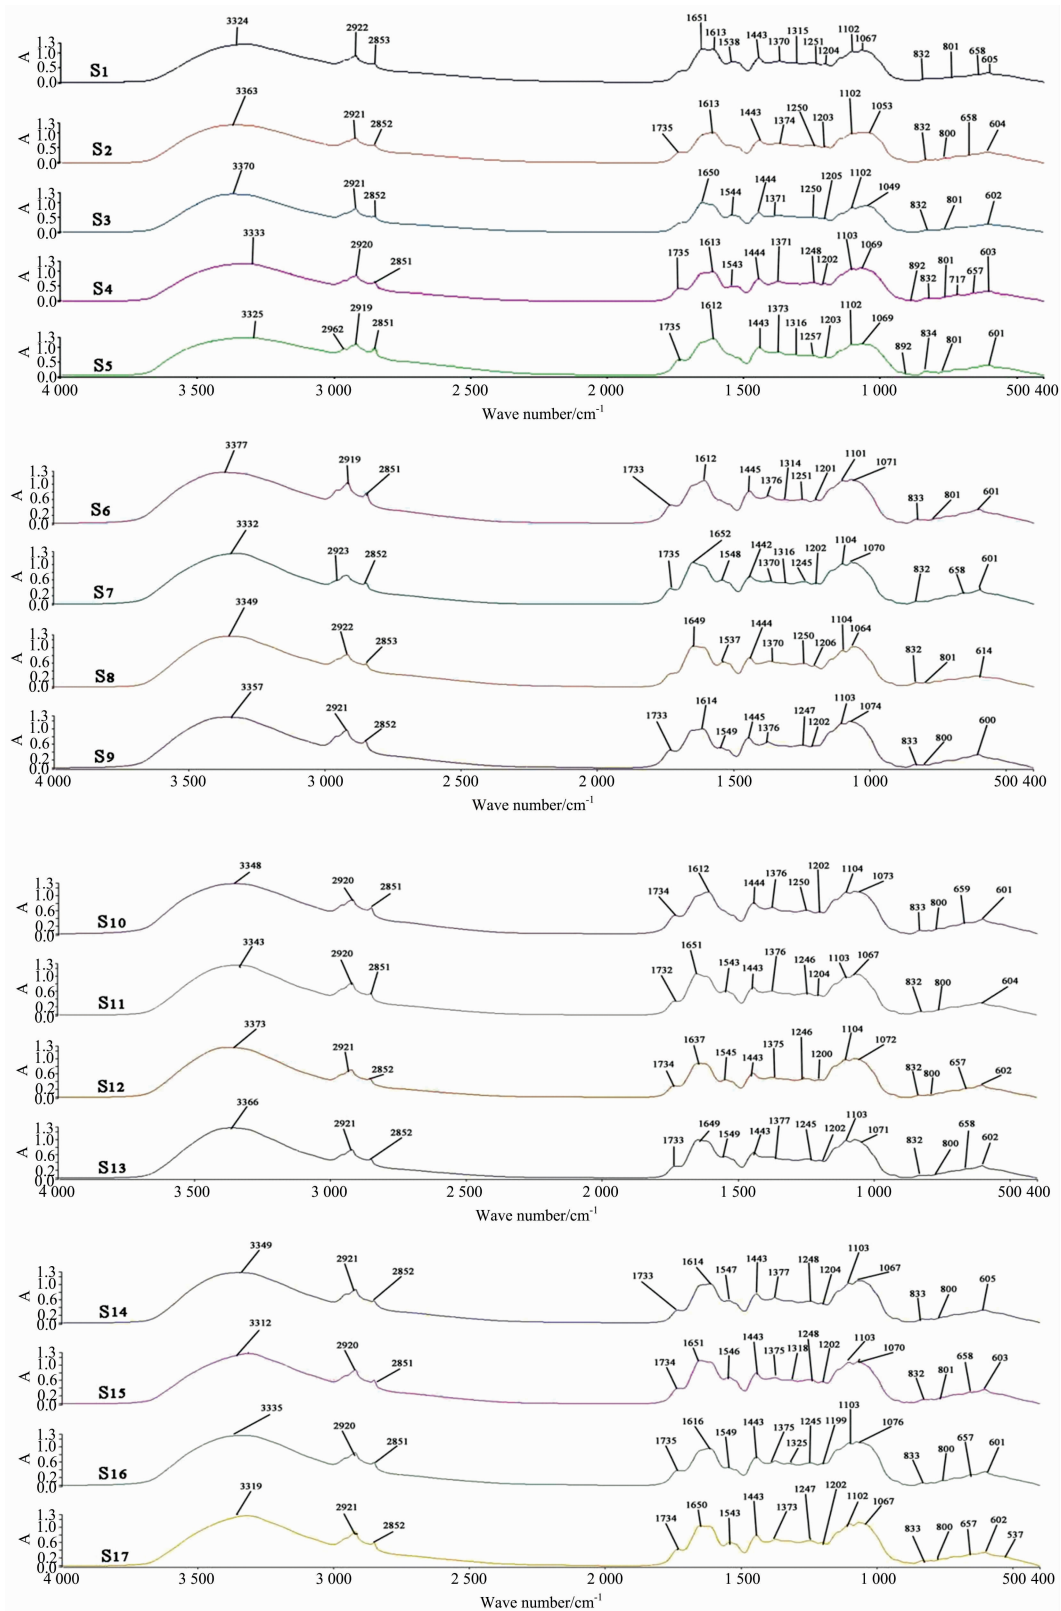 3324 2922 2853 1651 1613 1538 1443 1370 1315 1251 1204 1102 1067 832 801 658 605
A 1.3 1.0 0.5 0.0 S1
3363 2921 2852 1735 1613 1443 1374 1250 1203 1102 1053 832 800 658 604
A 1.3 1.0 0.5 0.0 S2
3370 2921 2852 1650 1544 1444 1371 1250 1205 1102 1049 832 801 602
A 1.3 1.0 0.5 0.0 S3
3333 2920 2851 1735 1613 1543 1444 1371 1248 1202 1103 1069 892 832 801 717 657 603
A 1.3 1.0 0.5 0.0 S4
3325 2962 2919 2851 1735 1612 1443 1373 1316 1257 1203 1102 1069 892 834 801 601
A 1.3 1.0 0.5 0.0 S5
4 000 3 500 3 000 2 500 2 000 1 500 1 000 500 400
Wave number/cm-1
3377 2919 2851 1733 1612 1445 1376 1314 1251 1201 1101 1071 833 801 601
A 1.3 1.0 0.6 0.2 0.0 S6
3332 2923 2852 1735 1652 1548 1442 1370 1316 1245 1202 1104 1070 832 658 601
A 1.3 1.0 0.6 0.2 0.0 S7
3349 2922 2853 1649 1537 1444 1370 1250 1206 1104 1064 832 801 614
A 1.3 1.0 0.6 0.2 0.0 S8
3357 2921 2852 1733 1614 1549 1445 1376 1247 1202 1103 1074 833 800 600
A 1.3 1.0 0.6 0.2 0.0 S9
4 000 3 500 3 000 2 500 2 000 1 500 1 000 500 400
Wave number/cm-1
3348 2920 2851 1734 1612 1444 1376 1250 1202 1104 1073 833 800 659 601
A 1.3 1.0 0.6 0.2 0.0 S10
3343 2920 2851 1732 1651 1543 1443 1376 1246 1204 1103 1067 832 800 604
A 1.3 1.0 0.6 0.2 0.0 S11
3373 2921 2852 1734 1637 1545 1443 1375 1246 1200 1104 1072 832 800 657 602
A 1.3 1.0 0.6 0.2 0.0 S12
3366 2921 2852 1733 1649 1549 1443 1377 1245 1202 1103 1071 832 800 658 602
A 1.3 1.0 0.6 0.2 0.0 S13
4 000 3 500 3 000 2 500 2 000 1 500 1 000 500 400
Wave number/cm-1
3349 2921 2852 1733 1614 1547 1443 1377 1248 1204 1103 1067 833 800 605
A 1.3 1.0 0.6 0.2 0.0 S14
3312 2920 2851 1734 1651 1546 1443 1375 1318 1248 1202 1103 1070 832 801 658 603
A 1.3 1.0 0.6 0.2 0.0 S15
3335 2920 2851 1735 1616 1549 1443 1375 1325 1245 1199 1103 1076 833 800 657 601
A 1.3 1.0 0.6 0.2 0.0 S16
3319 2921 2852 1734 1650 1543 1443 1373 1247 1202 1102 1067 833 800 657 602 537
A 1.3 1.0 0.6 0.2 0.0 S17
4 000 3 500 3 000 2 500 2 000 1 500 1 000 500 400
Wave number/cm-1